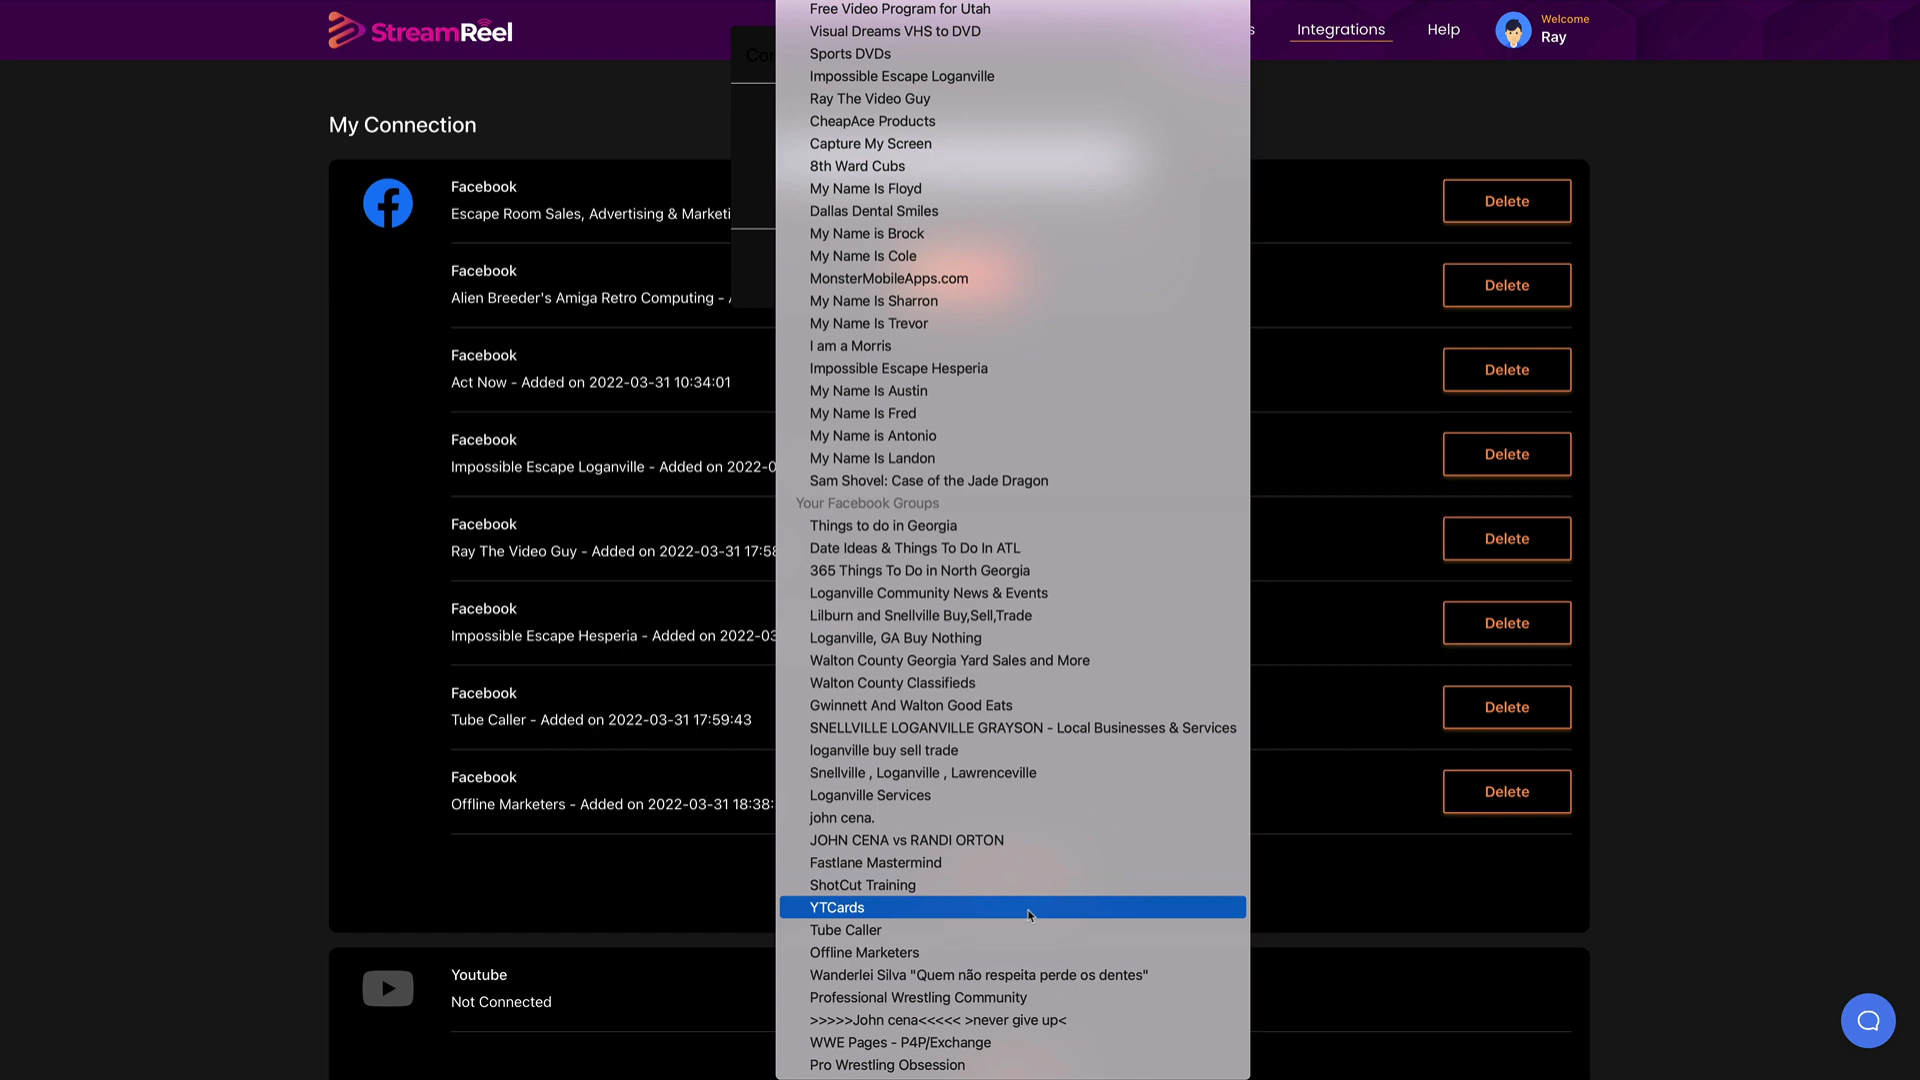 StreamReel
s
Integrations
Help
Welcome
Ray
My Connection
Facebook
Escape Room Sales, Advertising & Marketi
Delete
Facebook
Alien Breeder's Amiga Retro Computing -
Delete
Facebook
Act Now - Added on 2022-03-31 10:34:01
Delete
Facebook
Impossible Escape Loganville - Added on 2022-0
Delete
Facebook
Ray The Video Guy - Added on 2022-03-31 17:58
Delete
Facebook
Impossible Escape Hesperia - Added on 2022-03
Delete
Facebook
Tube Caller - Added on 2022-03-31 17:59:43
Delete
Facebook
Offline Marketers - Added on 2022-03-31 18:38:
Delete
Youtube
Not Connected
Free Video Program for Utah
Visual Dreams VHS to DVD
Sports DVDs
Impossible Escape Loganville
Ray The Video Guy
CheapAce Products
Capture My Screen
8th Ward Cubs
My Name Is Floyd
Dallas Dental Smiles
My Name is Brock
My Name Is Cole
MonsterMobileApps.com
My Name Is Sharron
My Name Is Trevor
I am a Morris
Impossible Escape Hesperia
My Name Is Austin
My Name Is Fred
My Name is Antonio
My Name Is Landon
Sam Shovel: Case of the Jade Dragon
Your Facebook Groups
Things to do in Georgia
Date Ideas & Things To Do In ATL
365 Things To Do in North Georgia
Loganville Community News & Events
Lilburn and Snellville Buy,Sell,Trade
Loganville, GA Buy Nothing
Walton County Georgia Yard Sales and More
Walton County Classifieds
Gwinnett And Walton Good Eats
SNELLVILLE LOGANVILLE GRAYSON - Local Businesses & Services
loganville buy sell trade
Snellville , Loganville , Lawrenceville
Loganville Services
john cena.
JOHN CENA vs RANDI ORTON
Fastlane Mastermind
ShotCut Training
YTCards
Tube Caller
Offline Marketers
Wanderlei Silva "Quem não respeita perde os dentes"
Professional Wrestling Community
>>>>>John cena<<<<< >never give up<
WWE Pages - P4P/Exchange
Pro Wrestling Obsession